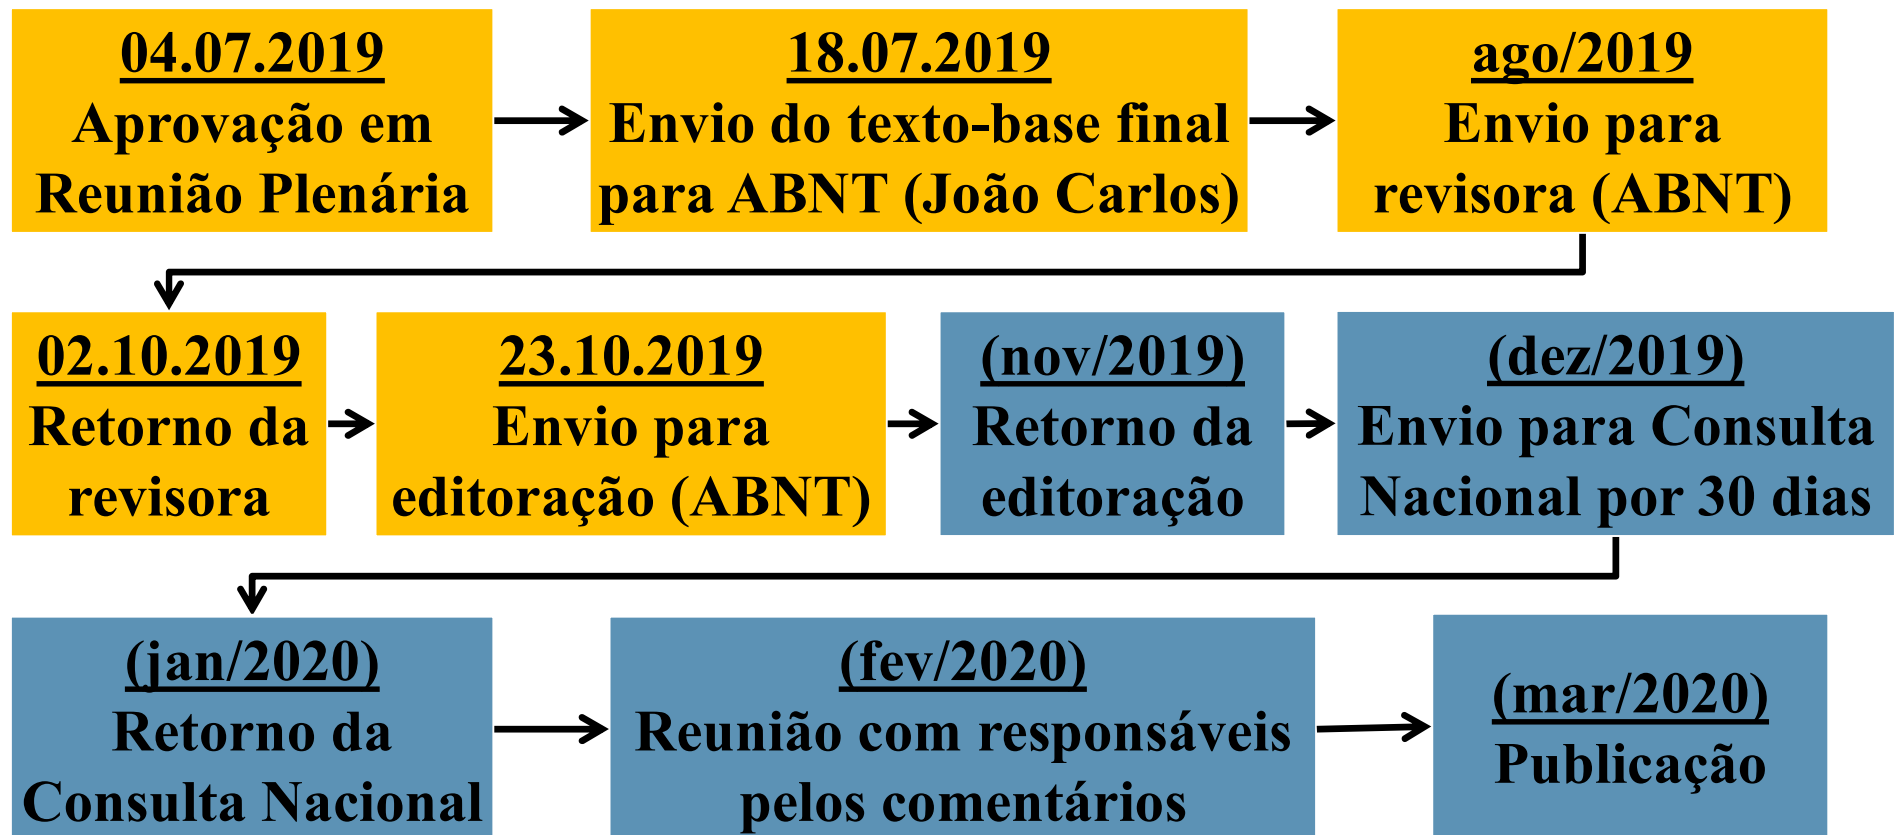 04.07.2019
Aprovação em
Reunião Plenária
18.07.2019
Envio do texto-base final
para ABNT (João Carlos)
ago/2019
Envio para
revisora (ABNT)
02.10.2019
Retorno da
revisora
23.10.2019
Envio para
editoração (ABNT)
(nov/2019)
Retorno da
editoração
(dez/2019)
Envio para Consulta
Nacional por 30 dias
(jan/2020)
Retorno da
Consulta Nacional
(fev/2020)
Reunião com responsáveis
pelos comentários
(mar/2020)
Publicação